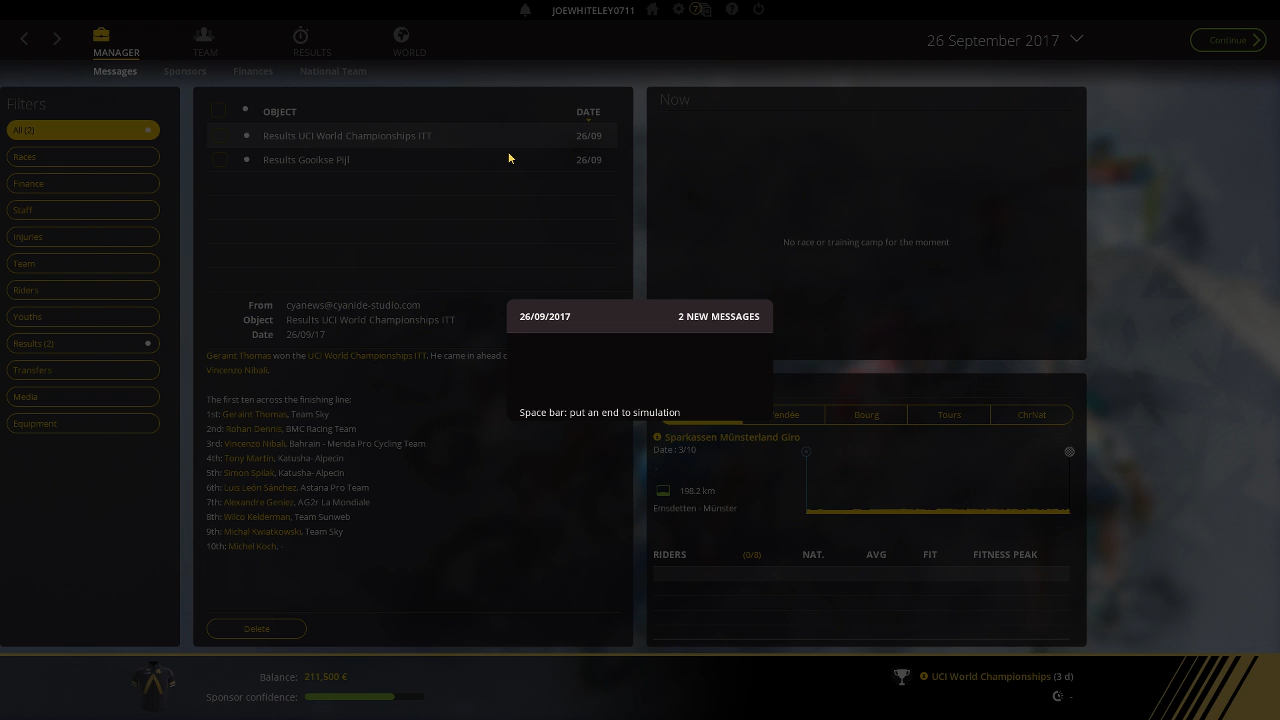 JOEWHITELEY0711
7
MANAGER
TEAM
RESULTS
WORLD
26 September 2017
Continue
Messages
Sponsors
Finances
National Team
Filters
All (2)
Races
Finance
Staff
Injuries
Team
Riders
Youths
Results (2)
Transfers
Media
Equipment
OBJECT DATE
Results UCI World Championships ITT 26/09
Results Gooikse Pijl 26/09
From cyanews@cyanide-studio.com
Object Results UCI World Championships ITT
Date 26/09/17
Geraint Thomas won the UCI World Championships ITT. He came in ahead
Vincenzo Nibali.
The first ten across the finishing line:
1st: Geraint Thomas, Team Sky
2nd: Rohan Dennis, BMC Racing Team
3rd: Vincenzo Nibali, Bahrain - Merida Pro Cycling Team
4th: Tony Martin, Katusha- Alpecin
5th: Simon Spilak, Katusha- Alpecin
6th: Luis León Sánchez, Astana Pro Team
7th: Alexandre Geniez, AG2r La Mondiale
8th: Wilco Kelderman, Team Sunweb
9th: Michal Kwiatkowski, Team Sky
10th: Michel Koch, -
Delete
Now
No race or training camp for the moment
26/09/2017 2 NEW MESSAGES
Space bar: put an end to simulation
endée Bourg Tours ChrNat
Sparkassen Münsterland Giro
Date : 3/10
-
198.2 km
Emsdetten - Münster
RIDERS (0/8) NAT. AVG FIT FITNESS PEAK
Balance: 211,500 €
Sponsor confidence:
UCI World Championships (3 d)
-